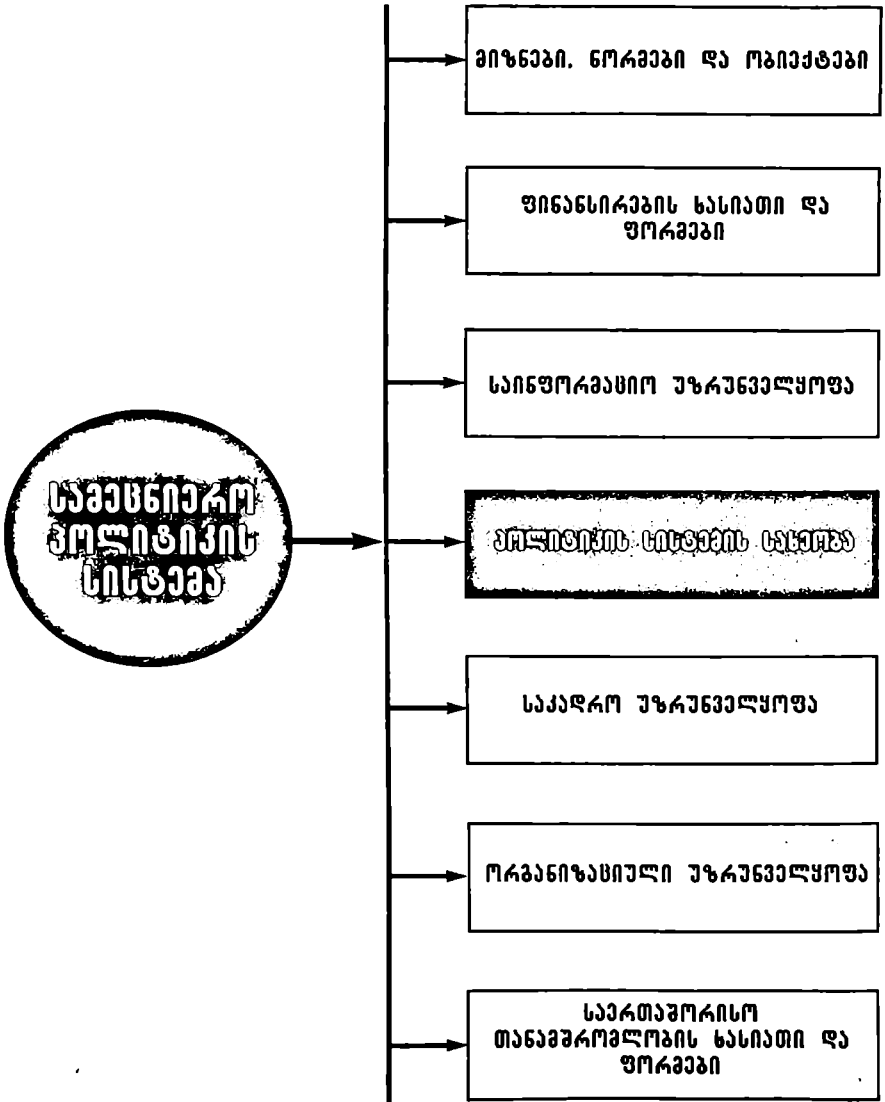 მიზნები, ნორმები და ობიექტები
ფინანსირების ხასიათი და
ფორმები
საინფორმაციო უზრუნველყოფა
სამეცნიერო
პოლიტიკის
სისტემა
პოლიტიკის სისტემის სახეობა
საკადრო უზრუნველყოფა
ორგანიზაციული უზრუნველყოფა
საერთაშორისო
თანამშრომლობის ხასიათი და
ფორმები